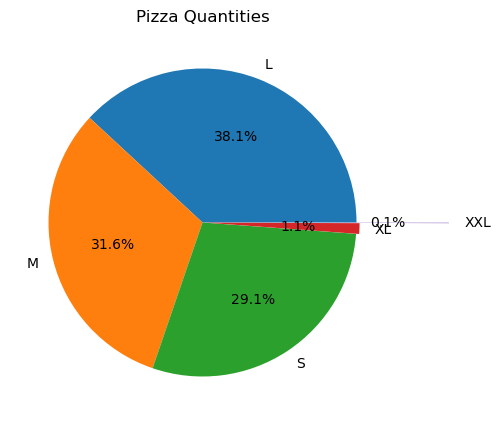 Pizza Quantities
L
38.1%
M
31.6%
S
29.1%
XL
1.1%
XXL
0.1%